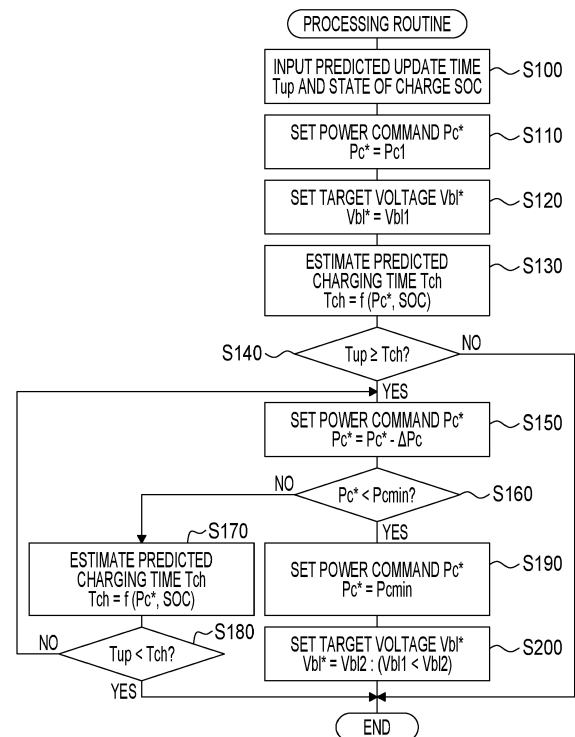 PROCESSING ROUTINE
INPUT PREDICTED UPDATE TIME
Tup AND STATE OF CHARGE SOC
S100
SET POWER COMMAND Pc*
Pc* = Pc1
S110
SET TARGET VOLTAGE Vbl*
Vbl* = Vbl1
S120
ESTIMATE PREDICTED
CHARGING TIME Tch
Tch = f (Pc*, SOC)
S130
S140
Tup ≥ Tch?
NO
YES
SET POWER COMMAND Pc*
Pc* = Pc* - ΔPc
S150
NO
Pc* < Pcmin?
S160
YES
S170
ESTIMATE PREDICTED
CHARGING TIME Tch
Tch = f (Pc*, SOC)
SET POWER COMMAND Pc*
Pc* = Pcmin
S190
S180
NO
Tup < Tch?
YES
SET TARGET VOLTAGE Vbl*
Vbl* = Vbl2 : (Vbl1 < Vbl2)
S200
END